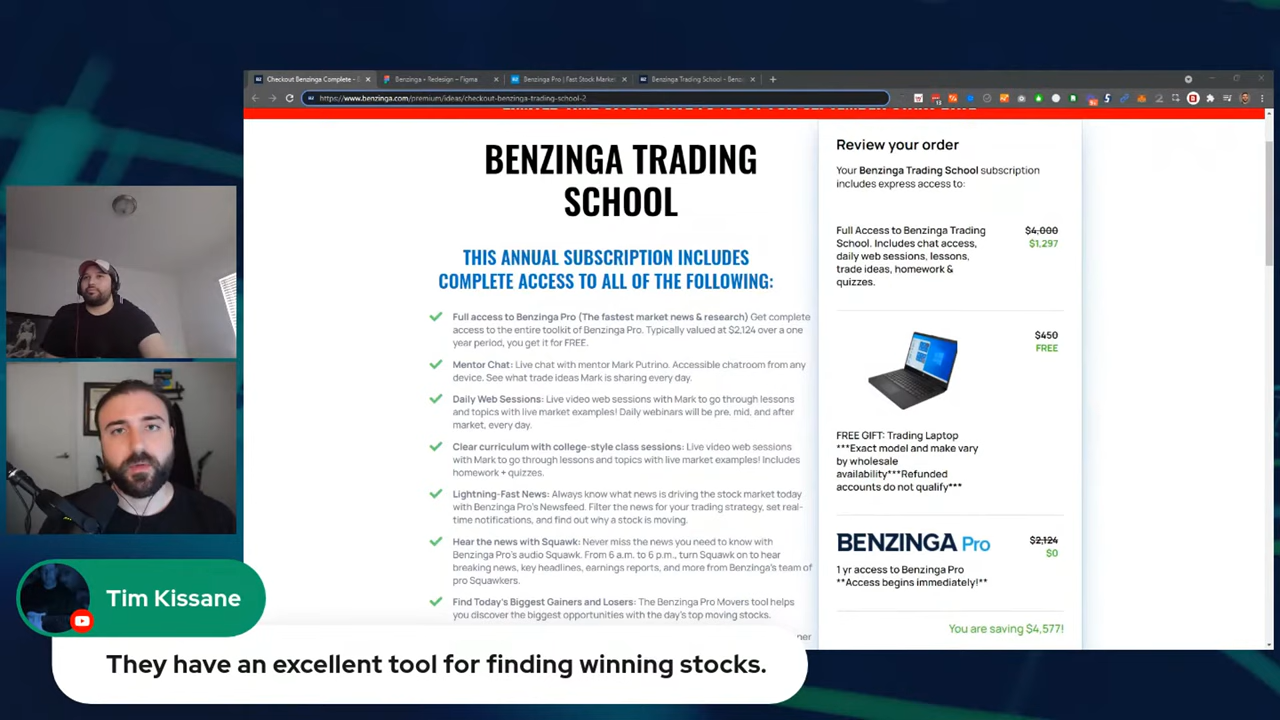 Checkout Benzinga Complete -
Benzinga + Redesign – Figma
Benzinga Pro | Fast Stock Market
Benzinga Trading School - Benz
https://www.benzinga.com/premium/ideas/checkout-benzinga-trading-school-2
BENZINGA TRADING
SCHOOL
THIS ANNUAL SUBSCRIPTION INCLUDES
COMPLETE ACCESS TO ALL OF THE FOLLOWING:
Full access to Benzinga Pro (The fastest market news & research) Get complete
access to the entire toolkit of Benzinga Pro. Typically valued at $2,124 over a one
year period, you get it for FREE.
Mentor Chat: Live chat with mentor Mark Putrino. Accessible chatroom from any
device. See what trade ideas Mark is sharing every day.
Daily Web Sessions: Live video web sessions with Mark to go through lessons
and topics with live market examples! Daily webinars will be pre, mid, and after
market, every day.
Clear curriculum with college-style class sessions: Live video web sessions
with Mark to go through lessons and topics with live market examples! Includes
homework + quizzes.
Lightning-Fast News: Always know what news is driving the stock market today
with Benzinga Pro's Newsfeed. Filter the news for your trading strategy, set real-
time notifications, and find out why a stock is moving.
Hear the news with Squawk: Never miss the news you need to know with
Benzinga Pro's audio Squawk. From 6 a.m. to 6 p.m., turn Squawk on to hear
breaking news, key headlines, earnings reports, and more from Benzinga's team of
pro Squawkers.
Find Today's Biggest Gainers and Losers: The Benzinga Pro Movers tool helps
you discover the biggest opportunities with the day's top moving stocks.
Review your order
Your Benzinga Trading School subscription
includes express access to:
Full Access to Benzinga Trading $4,000
School. Includes chat access, $1,297
daily web sessions, lessons,
trade ideas, homework &
quizzes.
$450
FREE
FREE GIFT: Trading Laptop
***Exact model and make vary
by wholesale
availability***Refunded
accounts do not qualify***
BENZINGA Pro $2,124
$0
1 yr access to Benzinga Pro
**Access begins immediately!**
You are saving $4,577!
Tim Kissane
They have an excellent tool for finding winning stocks.